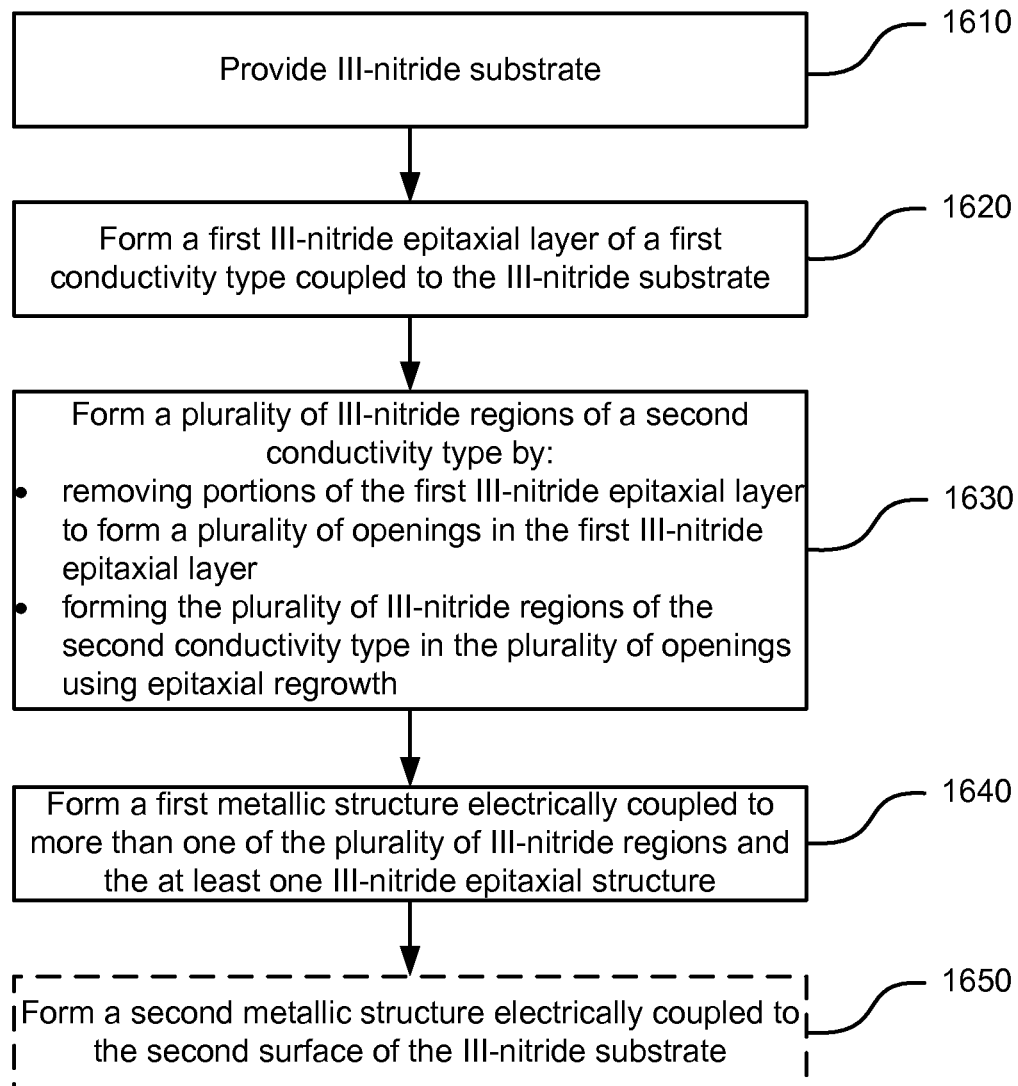 Provide III-nitride substrate
1610
Form a first III-nitride epitaxial layer of a first
conductivity type coupled to the III-nitride substrate
1620
Form a plurality of III-nitride regions of a second
conductivity type by:
• removing portions of the first III-nitride epitaxial layer
to form a plurality of openings in the first III-nitride
epitaxial layer
• forming the plurality of III-nitride regions of the
second conductivity type in the plurality of openings
using epitaxial regrowth
1630
Form a first metallic structure electrically coupled to
more than one of the plurality of III-nitride regions and
the at least one III-nitride epitaxial structure
1640
Form a second metallic structure electrically coupled to
the second surface of the III-nitride substrate
1650